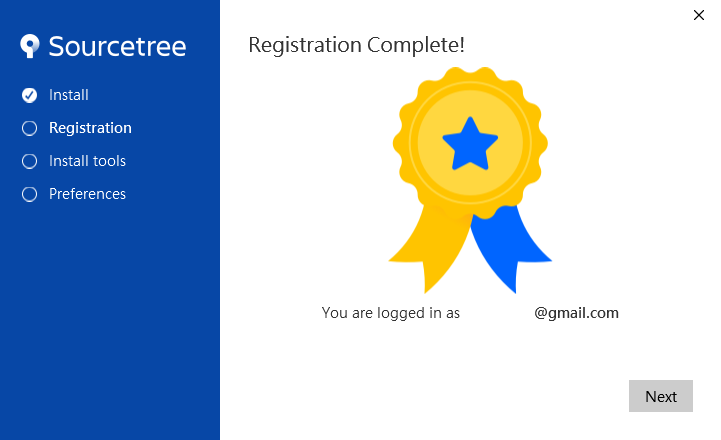 Sourcetree
Install
Registration
Install tools
Preferences
Registration Complete!
You are logged in as @gmail.com
Next